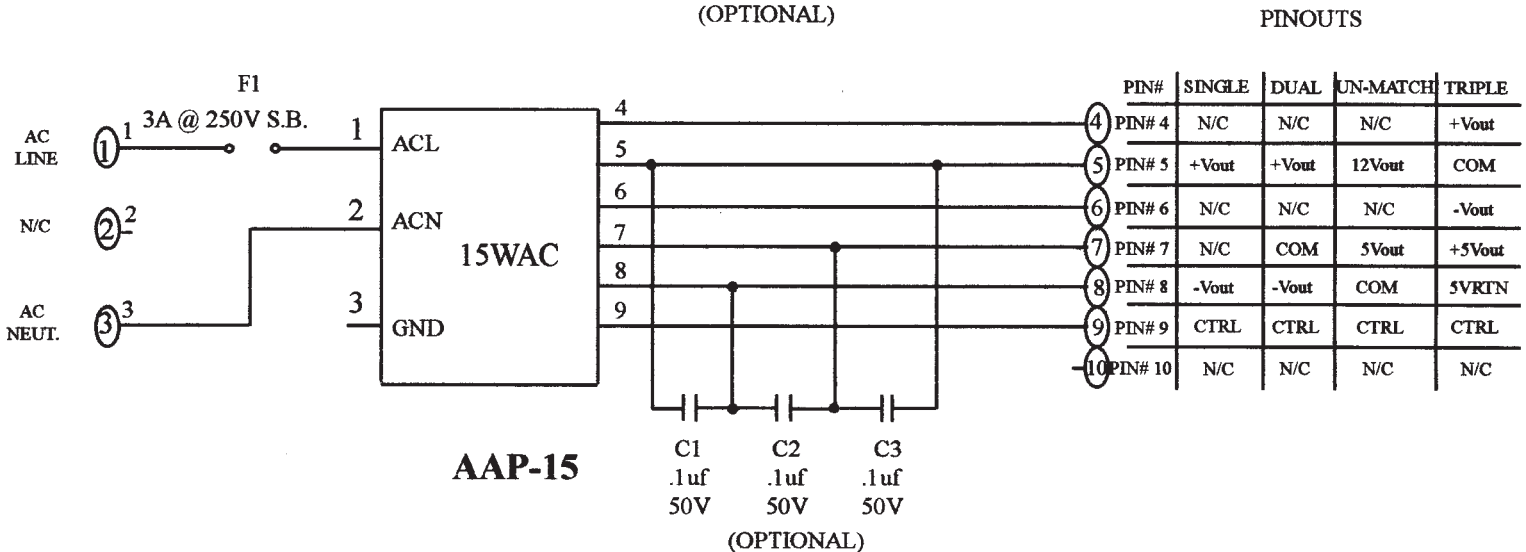 (OPTIONAL)
PINOUTS
F1
3A @ 250V S.B.
AC
LINE
1
1
1
ACL
N/C
2
2
2
ACN
15WAC
AC
NEUT.
3
3
3
GND
4
5
6
7
8
9
4
5
6
7
8
9
10
PIN# SINGLE DUAL UN-MATCH TRIPLE
PIN# 4 N/C N/C N/C +Vout
PIN# 5 +Vout +Vout 12Vout COM
PIN# 6 N/C N/C N/C -Vout
PIN# 7 N/C COM 5Vout +5Vout
PIN# 8 -Vout -Vout COM 5VRTN
PIN# 9 CTRL CTRL CTRL CTRL
PIN# 10 N/C N/C N/C N/C
AAP-15
C1 C2 C3
.1uf .1uf .1uf
50V 50V 50V
(OPTIONAL)